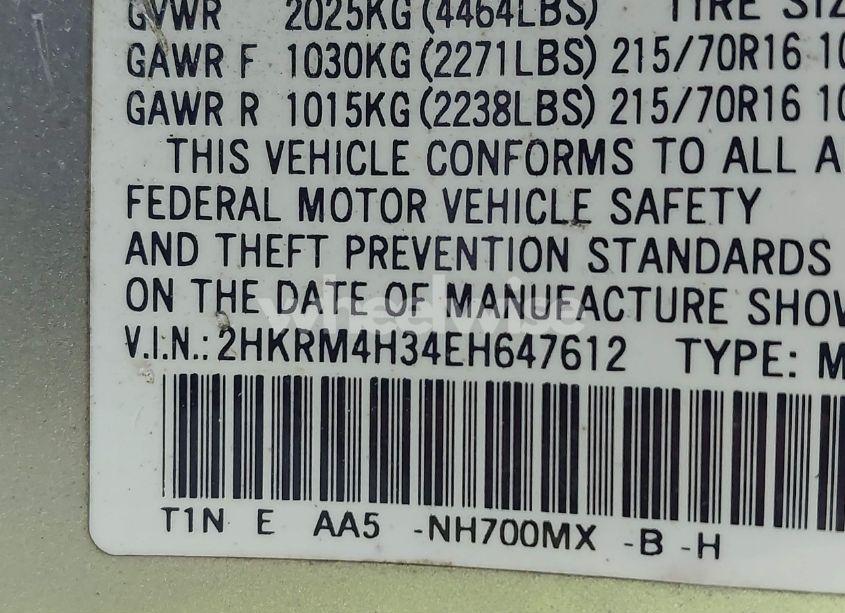 GVWR 2025KG (4464LBS) TIRE SIZ
GAWR F 1030KG (2271LBS) 215/70R16 10
GAWR R 1015KG (2238LBS) 215/70R16 10
THIS VEHICLE CONFORMS TO ALL A
FEDERAL MOTOR VEHICLE SAFETY
AND THEFT PREVENTION STANDARDS
ON THE DATE OF MANUFACTURE SHOW
wheelwise
V.I.N.: 2HKRM4H34EH647612 TYPE: M
T1N E AA5 -NH700MX -B -H